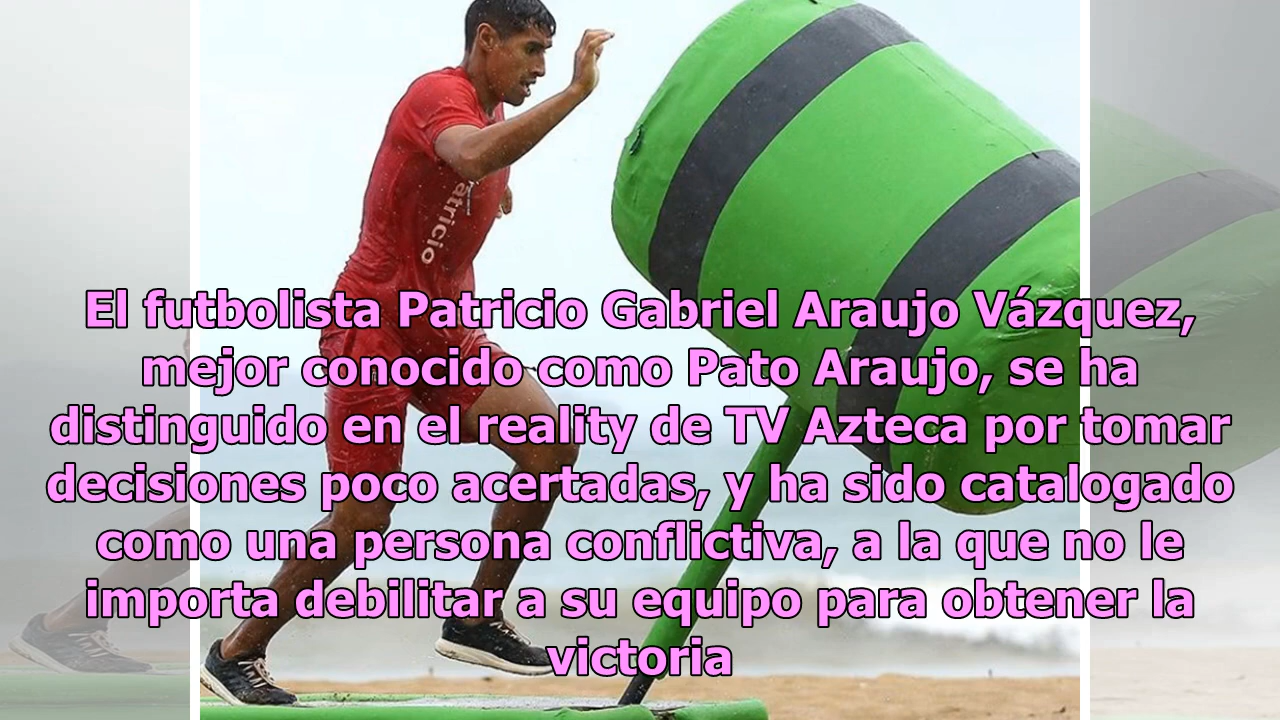 Patricio
El futbolista Patricio Gabriel Araujo Vázquez,
mejor conocido como Pato Araujo, se ha
distinguido en el reality de TV Azteca por tomar
decisiones poco acertadas, y ha sido catalogado
como una persona conflictiva, a la que no le
importa debilitar a su equipo para obtener la
victoria